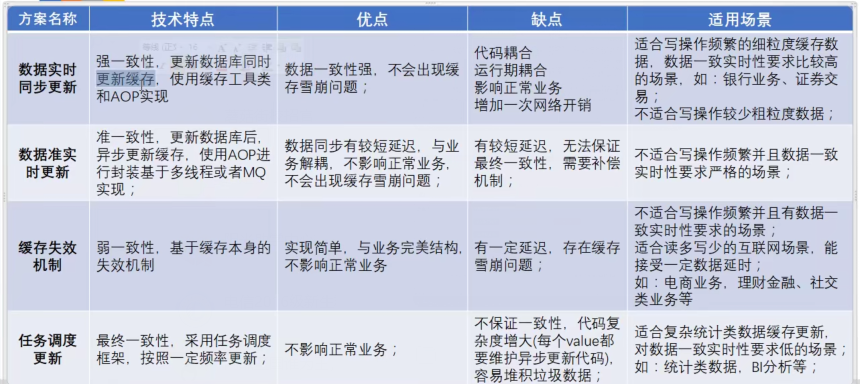 方案名称
技术特点
优点
缺点
适用场景
数据实时
同步更新
强一致性，更新数据库同时
更新缓存，使用缓存工具类
和AOP实现
数据一致性强，不会出现缓
存雪崩问题；
代码耦合
运行期耦合
影响正常业务
增加一次网络开销
适合写操作频繁的细粒度缓存数
据，数据一致实时性要求比较高
的场景，如：银行业务、证券交
易；
不适合写操作较少粗粒度数据；
数据准实
时更新
准一致性，更新数据库后，
异步更新缓存，使用AOP进
行封装基于多线程或者MQ
实现；
数据同步有较短延迟，与业
务解耦，不影响正常业务，
不会出现缓存雪崩问题；
有较短延迟，无法保证
最终一致性，需要补偿
机制；
不适合写操作频繁并且数据一致
实时性要求严格的场景；
缓存失效
机制
弱一致性，基于缓存本身的
失效机制
实现简单，与业务完美结构，
不影响正常业务
有一定延迟，存在缓存
雪崩问题；
不适合写操作频繁并且有数据一
致实时性要求的场景；
适合读多写少的互联网场景，能
接受一定数据延时；
如：电商业务，理财金融、社交
类业务等
任务调度
更新
最终一致性，采用任务调度
框架，按照一定频率更新；
不影响正常业务；
不保证一致性，代码复
杂度增大(每个value都
要维护异步更新代码)，
容易堆积垃圾数据；
适合复杂统计类数据缓存更新，
对数据一致实时性要求低的场景；
如：统计类数据，BI分析等；